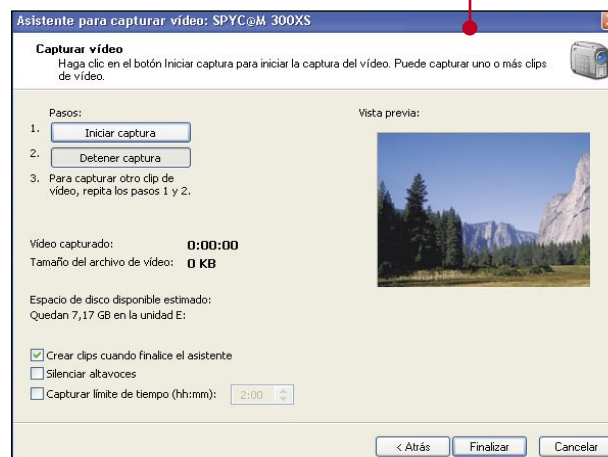 Asistente para capturar vídeo: SPYC@M 300XS
Capturar vídeo
Haga clic en el botón Iniciar captura para iniciar la captura del vídeo. Puede capturar uno o más clips
de vídeo.
Pasos:
1. Iniciar captura
2. Detener captura
3. Para capturar otro clip de
vídeo, repita los pasos 1 y 2.
Vista previa:
Vídeo capturado: 0:00:00
Tamaño del archivo de vídeo: 0 KB
Espacio de disco disponible estimado:
Quedan 7,17 GB en la unidad E:
Crear clips cuando finalice el asistente
Silenciar altavoces
Capturar límite de tiempo (hh:mm): 2:00
< Atrás Finalizar Cancelar